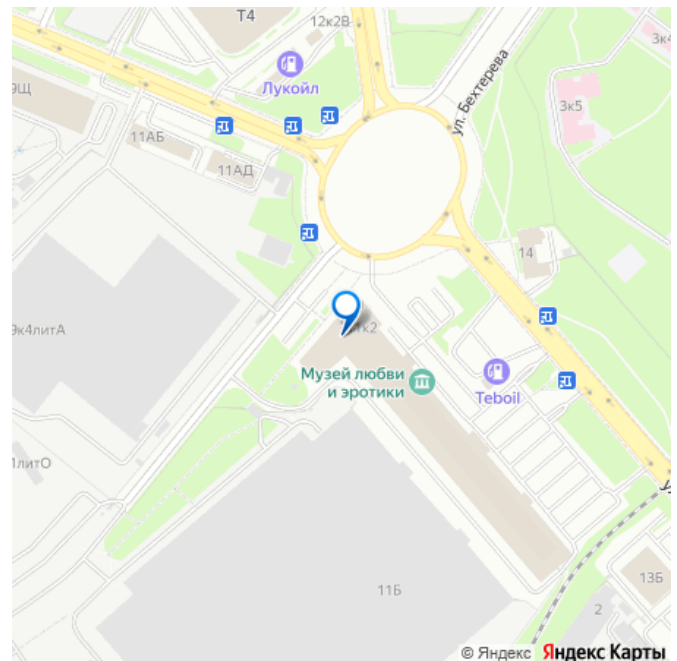 Т4
12к2В
Лукойл
3к4
9Щ
ул. Бехтерева
3к5
11АБ
11АД
14
9к4литА
1к2
Музей любви
и эротики
Teboil
1литО
11Б
13Б
2
© Яндекс Яндекс Карты